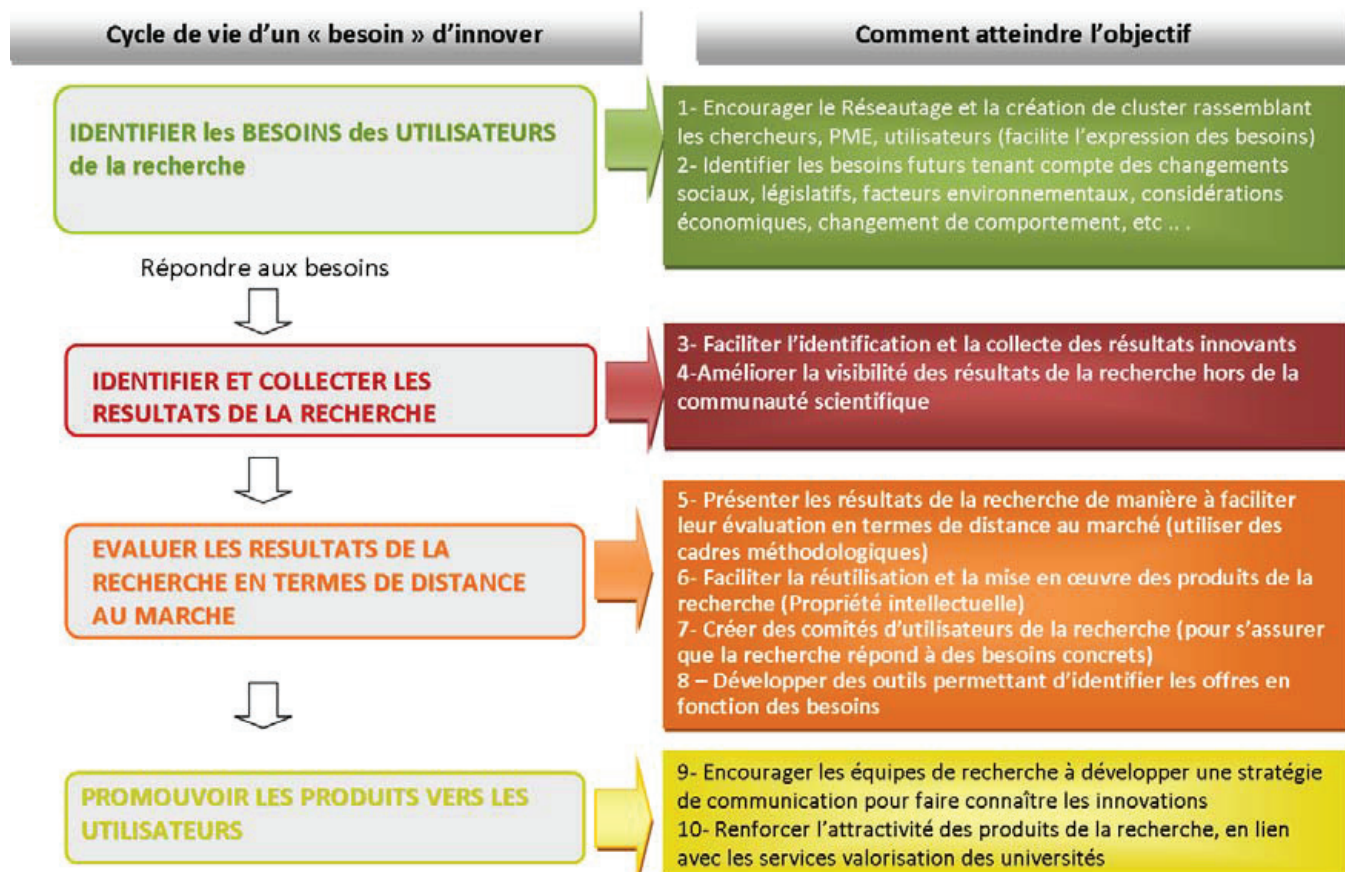 Cycle de vie d’un « besoin » d’innover
Comment atteindre l’objectif
IDENTIFIER les BESOINS des UTILISATEURS
de la recherche
1- Encourager le Réseautage et la création de cluster rassemblant
les chercheurs, PME, utilisateurs (facilite l’expression des besoins)
2- Identifier les besoins futurs tenant compte des changements
sociaux, législatifs, facteurs environnementaux, considérations
économiques, changement de comportement, etc .. .
Répondre aux besoins
IDENTIFIER ET COLLECTER LES
RESULTATS DE LA RECHERCHE
3- Faciliter l’identification et la collecte des résultats innovants
4-Améliorer la visibilité des résultats de la recherche hors de la
communauté scientifique
EVALUER LES RESULTATS DE LA
RECHERCHE EN TERMES DE DISTANCE
AU MARCHE
5- Présenter les résultats de la recherche de manière à faciliter
leur évaluation en termes de distance au marché (utiliser des
cadres méthodologiques)
6- Faciliter la réutilisation et la mise en œuvre des produits de la
recherche (Propriété intellectuelle)
7- Créer des comités d’utilisateurs de la recherche (pour s’assurer
que la recherche répond à des besoins concrets)
8 – Développer des outils permettant d’identifier les offres en
fonction des besoins
PROMOUVOIR LES PRODUITS VERS LES
UTILISATEURS
9- Encourager les équipes de recherche à développer une stratégie
de communication pour faire connaître les innovations
10- Renforcer l’attractivité des produits de la recherche, en lien
avec les services valorisation des universités